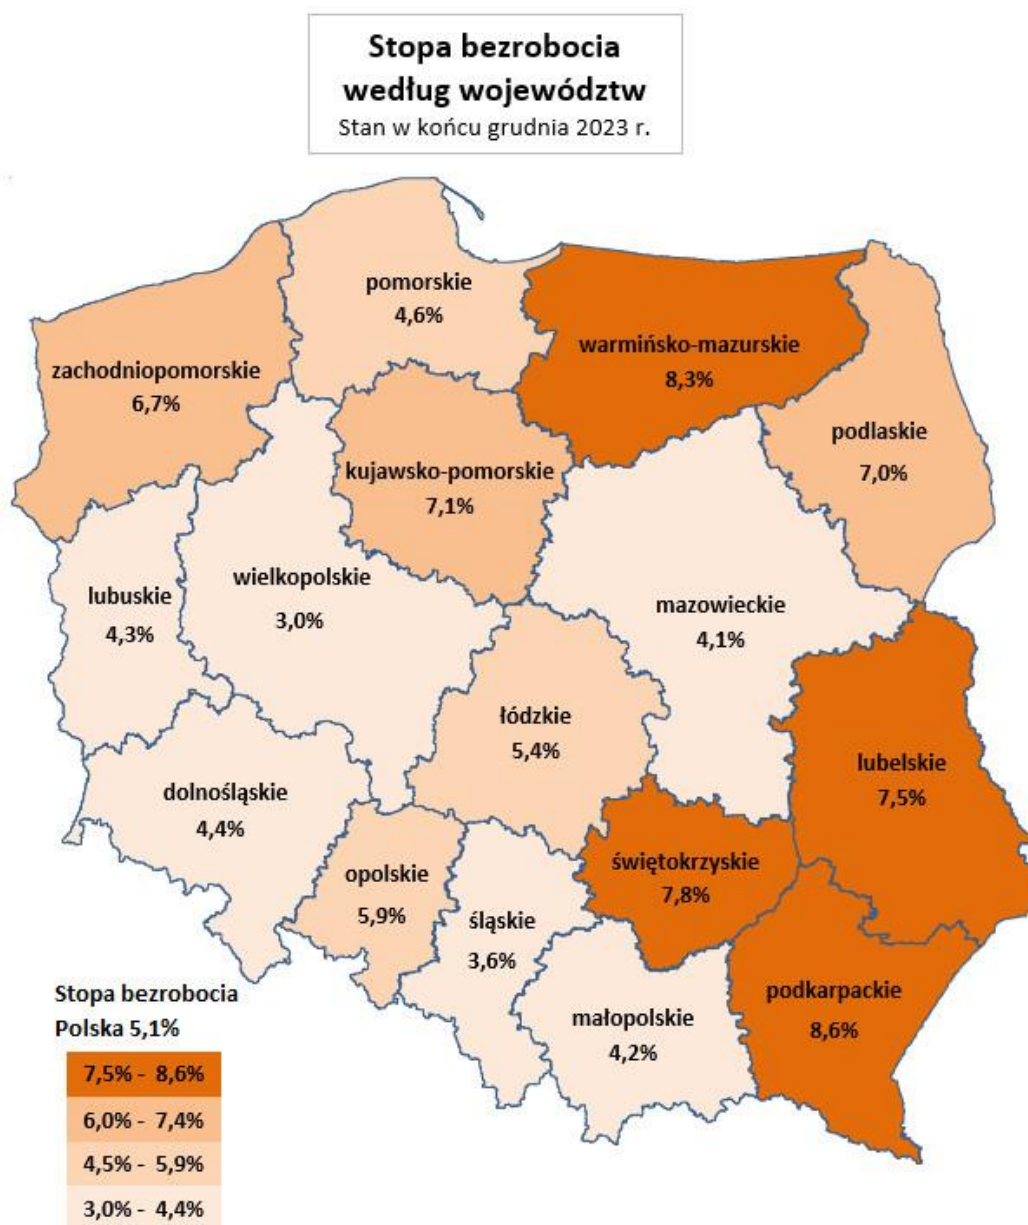 Stopa bezrobocia
według województw
Stan w końcu grudnia 2023 r.
pomorskie
4,6%
warmińsko-mazurskie
8,3%
zachodniopomorskie
6,7%
podlaskie
7,0%
kujawsko-pomorskie
7,1%
wielkopolskie
3,0%
lubuskie
4,3%
mazowieckie
4,1%
łódzkie
5,4%
lubelskie
7,5%
dolnośląskie
4,4%
opolskie
5,9%
świętokrzyskie
7,8%
śląskie
3,6%
podkarpackie
8,6%
małopolskie
4,2%
Stopa bezrobocia
Polska 5,1%
7,5% - 8,6%
6,0% - 7,4%
4,5% - 5,9%
3,0% - 4,4%